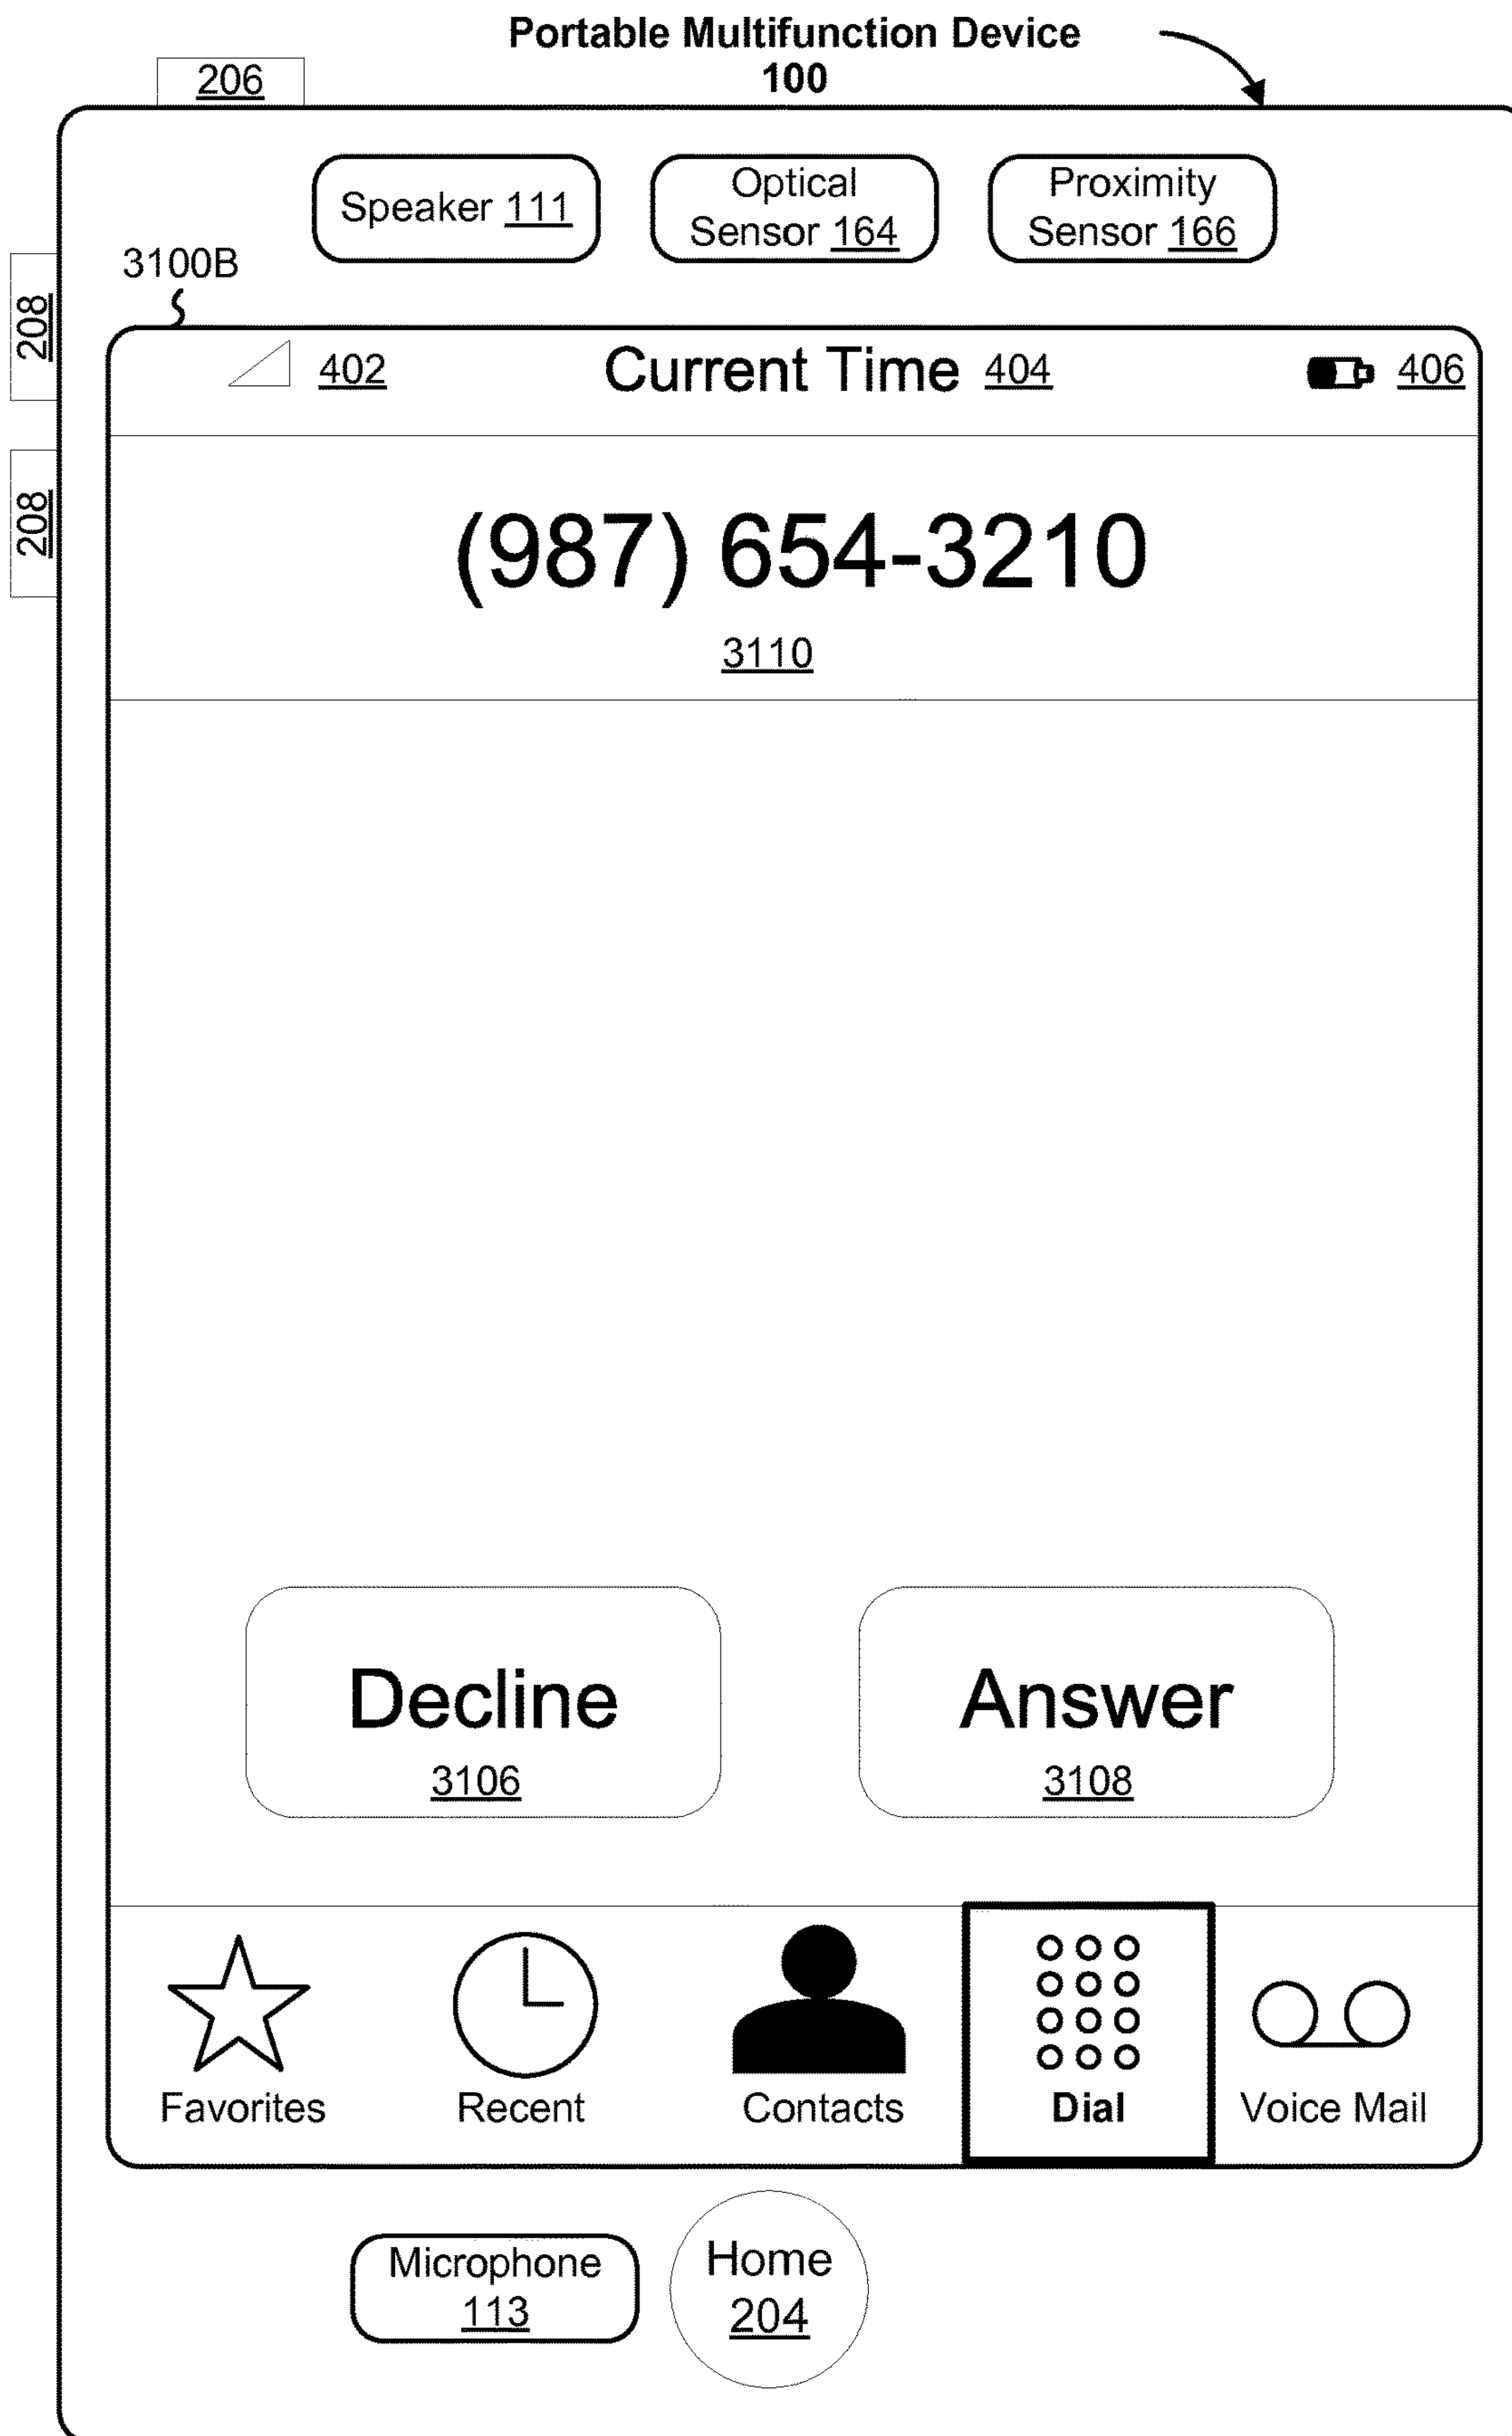 Portable Multifunction Device
100
206
Speaker 111
Optical
Sensor 164
Proximity
Sensor 166
3100B
208
208
402
Current Time 404
406
(987) 654-3210
3110
Decline
3106
Answer
3108
Favorites
Recent
Contacts
Dial
Voice Mail
Microphone
113
Home
204